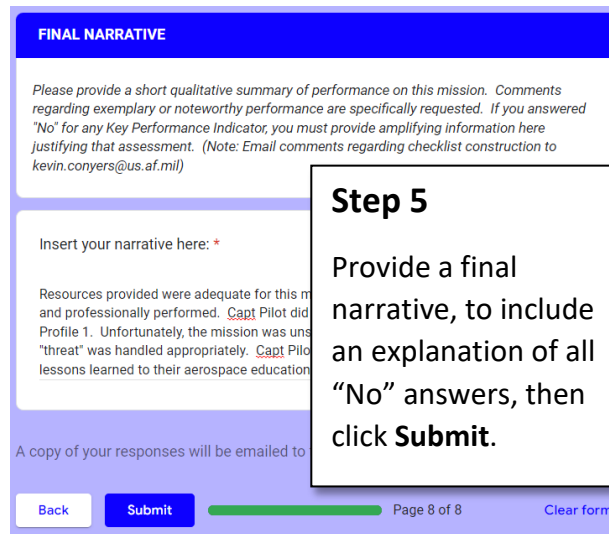 FINAL NARRATIVE
Please provide a short qualitative summary of performance on this mission. Comments
regarding exemplary or noteworthy performance are specifically requested. If you answered
"No" for any Key Performance Indicator, you must provide amplifying information here
justifying that assessment. (Note: Email comments regarding checklist construction to
kevin.conyers@us.af.mil)
Insert your narrative here: *
Resources provided were adequate for this
and professionally performed. Capt Pilot did
Profile 1. Unfortunately, the mission was
"threat" was handled appropriately. Capt
lessons learned to their aerospace education
A copy of your responses will be emailed to
Step 5
Provide a final
narrative, to include
an explanation of all
“No” answers, then
click Submit.
Back
Submit
Page 8 of 8
Clear form